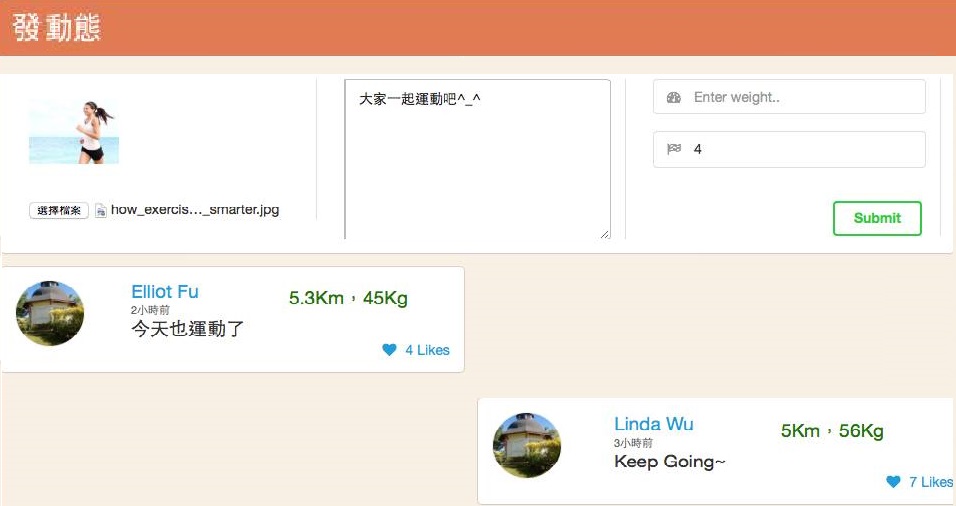 發動態
大家一起運動吧^_^
Enter weight..
4
選擇檔案 how_exercis..._smarter.jpg
Submit
Elliot Fu
5.3Km，45Kg
2小時前
今天也運動了
4 Likes
Linda Wu
5Km，56Kg
3小時前
Keep Going~
7 Likes